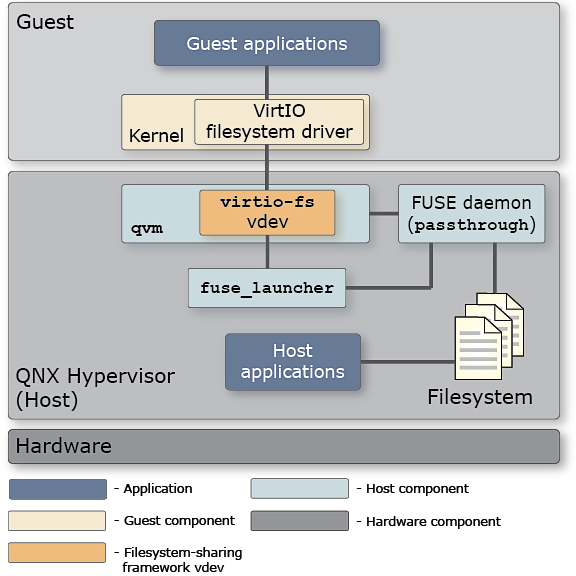 Guest
Guest applications
VirtIO
filesystem driver
Kernel
virtio-fs
vdev
qvm
FUSE daemon
(passthrough)
fuse_launcher
Host
applications
QNX Hypervisor
(Host)
Filesystem
Hardware
- Application
- Host component
- Guest component
- Hardware component
- Filesystem-sharing
framework vdev